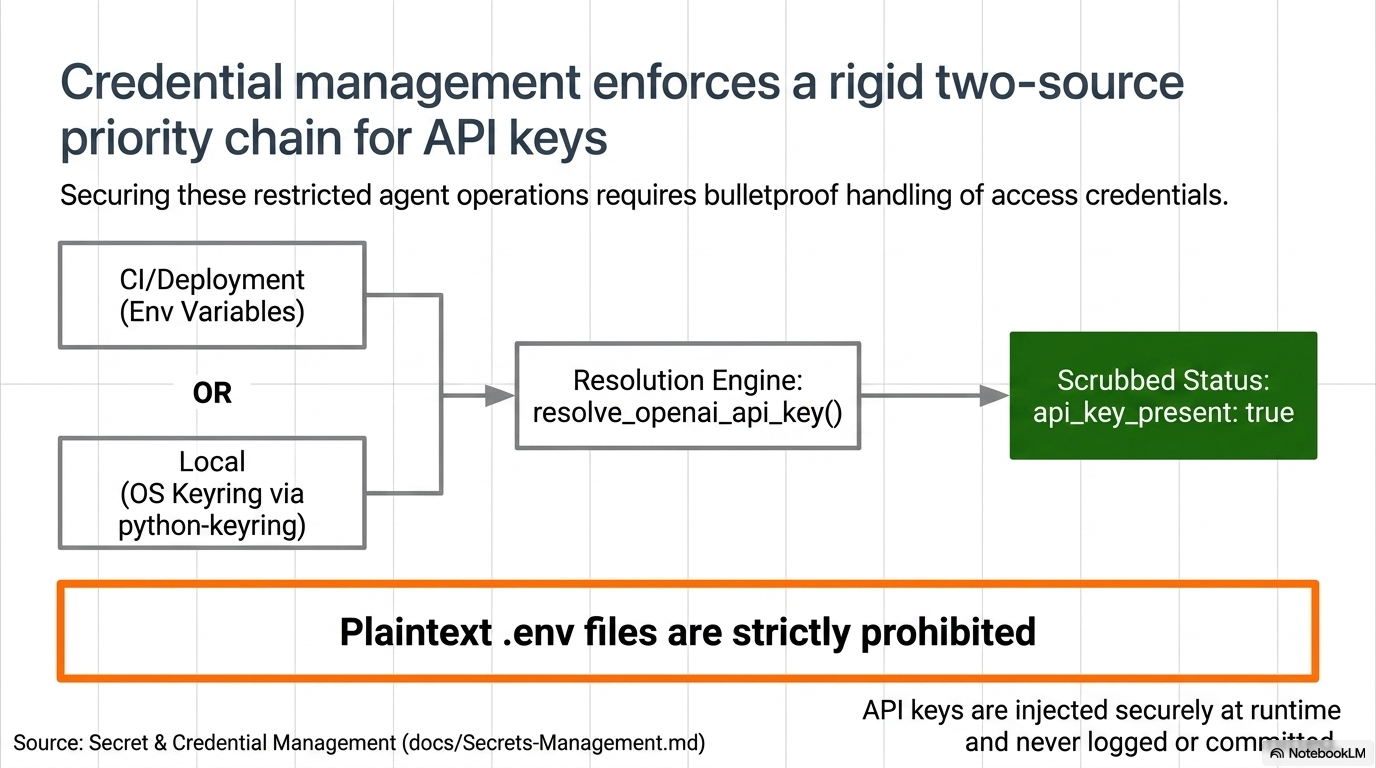 Credential management enforces a rigid two-source
priority chain for API keys
Securing these restricted agent operations requires bulletproof handling of access credentials.
CI/Deployment
(Env Variables)
OR
Local
(OS Keyring via
python-keyring)
Resolution Engine:
resolve_openai_api_key()
Scrubbed Status:
api_key_present: true
Plaintext .env files are strictly prohibited
API keys are injected securely at runtime
and never logged or committed.
Source: Secret & Credential Management (docs/Secrets-Management.md)
NotebookLM